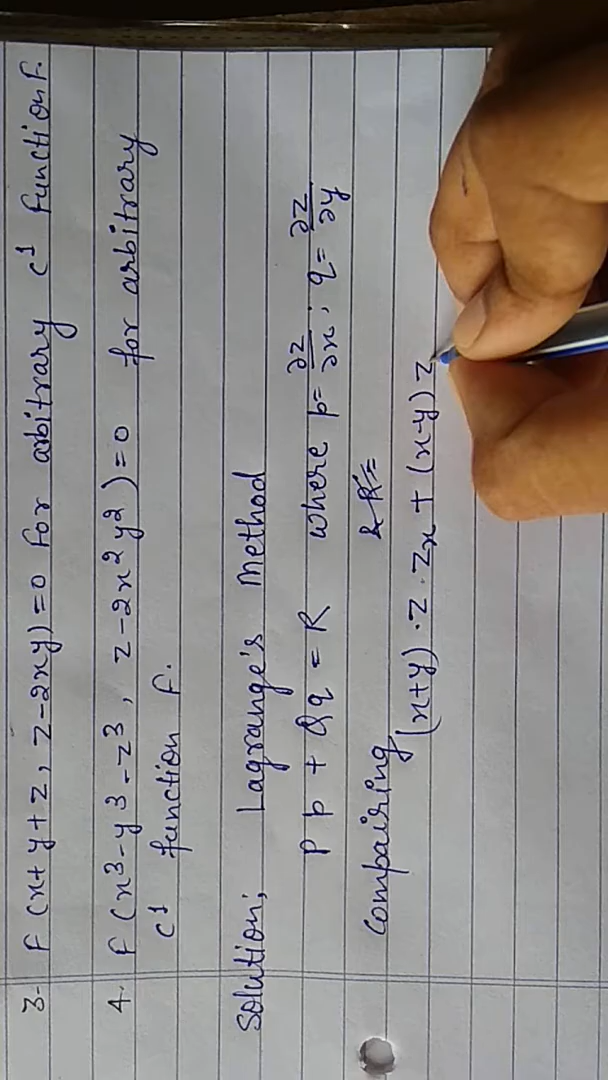 3. F(x+y+z, z-2xy)=0 for arbitrary C¹ function F.
4. F(x³-y³-z³, z-2x²y²)=0 for arbitrary
C¹ function F.
Solution; Lagrange's Method
Pp + Qq = R where p=∂z/∂x; q=∂z/∂y
Compairing & R=
(x+y)·z·zx + (x-y)z